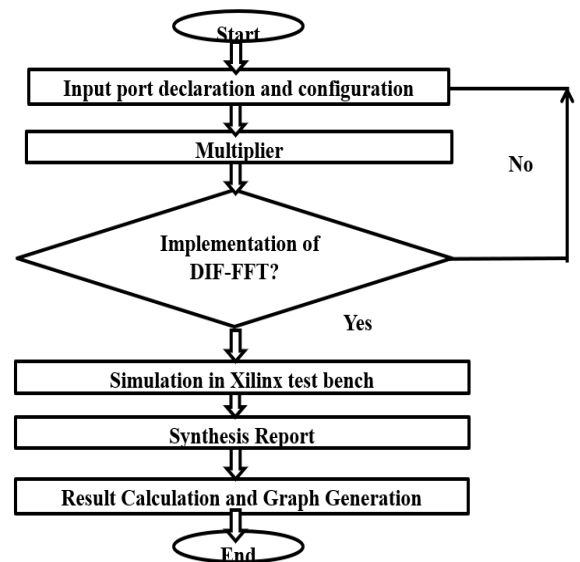 Start
Input port declaration and configuration
Multiplier
No
Implementation of
DIF-FFT?
Yes
Simulation in Xilinx test bench
Synthesis Report
Result Calculation and Graph Generation
End